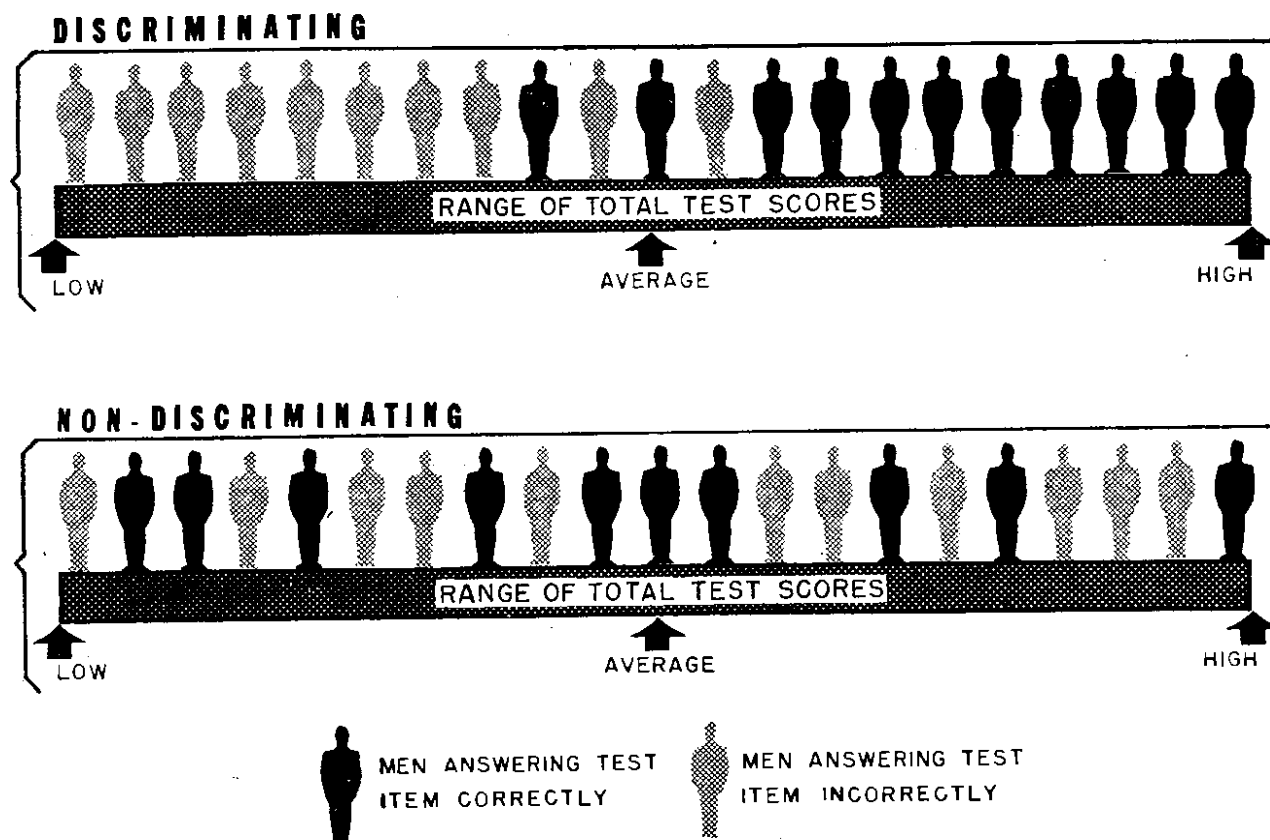 DISCRIMINATING
RANGE OF TOTAL TEST SCORES
LOW
AVERAGE
HIGH
NON-DISCRIMINATING
RANGE OF TOTAL TEST SCORES
LOW
AVERAGE
HIGH
MEN ANSWERING TEST
ITEM CORRECTLY
MEN ANSWERING TEST
ITEM INCORRECTLY